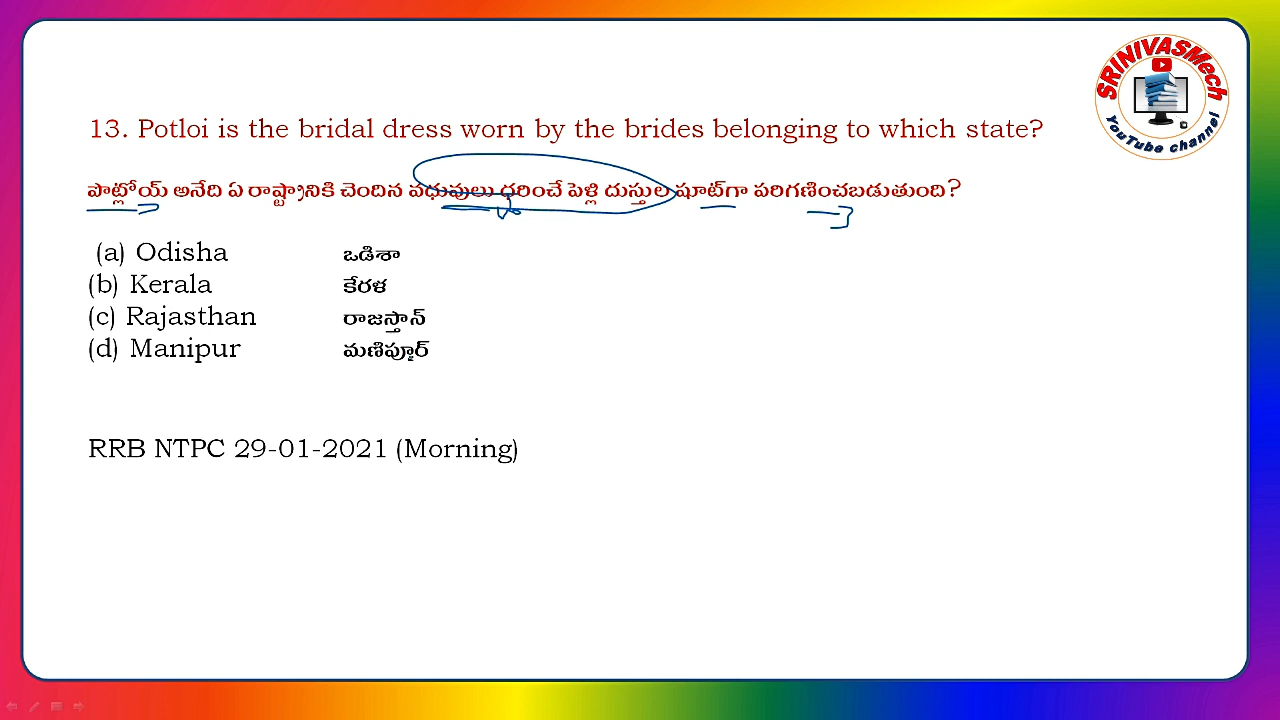 SRINIVASMech
YouTube channel
13. Potloi is the bridal dress worn by the brides belonging to which state?
పొట్లోయ్ అనేది ఏ రాష్ట్రానికి చెందిన వధువులు ధరించే పెళ్లి దుస్తుల షూట్‌గా పరిగణించబడుతుంది?
(a) Odisha ఒడిశా
(b) Kerala కేరళ
(c) Rajasthan రాజస్తాన్
(d) Manipur మణిపూర్
RRB NTPC 29-01-2021 (Morning)